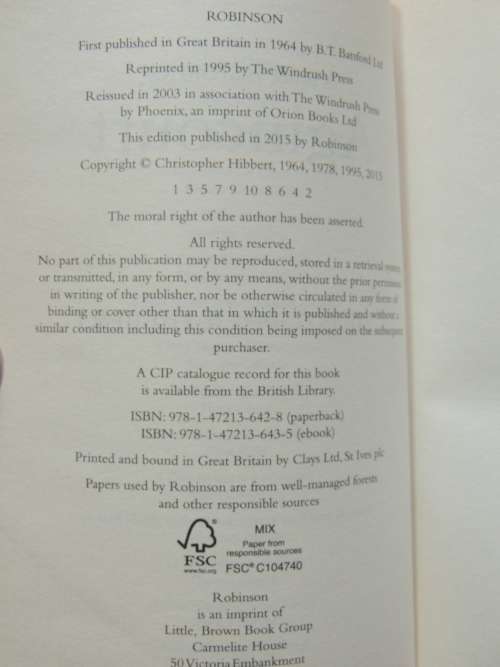 ROBINSON
First published in Great Britain in 1964 by B.T. Batsford Ltd
Reprinted in 1995 by The Windrush Press
Reissued in 2003 in association with The Windrush Press
by Phoenix, an imprint of Orion Books Ltd
This edition published in 2015 by Robinson
Copyright © Christopher Hibbert, 1964, 1978, 1995, 2015
1 3 5 7 9 10 8 6 4 2
The moral right of the author has been asserted.
All rights reserved.
No part of this publication may be reproduced, stored in a retrieval system
or transmitted, in any form, or by any means, without the prior permission
in writing of the publisher, nor be otherwise circulated in any form of
binding or cover other than that in which it is published and without a
similar condition including this condition being imposed on the subsequent
purchaser.
A CIP catalogue record for this book
is available from the British Library.
ISBN: 978-1-47213-642-8 (paperback)
ISBN: 978-1-47213-643-5 (ebook)
Printed and bound in Great Britain by Clays Ltd, St Ives plc
Papers used by Robinson are from well-managed forests
and other responsible sources
MIX
Paper from
responsible sources
FSC® C104740
FSC
www.fsc.org
Robinson
is an imprint of
Little, Brown Book Group
Carmelite House
50 Victoria Embankment